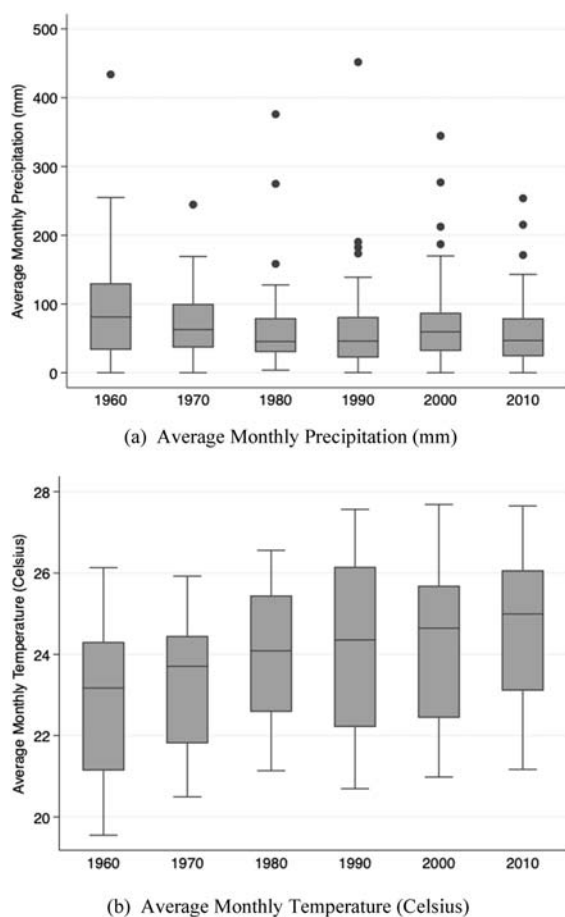 Average Monthly Precipitation (mm)
500
400
300
200
100
0
1960 1970 1980 1990 2000 2010
(a) Average Monthly Precipitation (mm)
Average Monthly Temperature (Celsius)
28
26
24
22
20
1960 1970 1980 1990 2000 2010
(b) Average Monthly Temperature (Celsius)